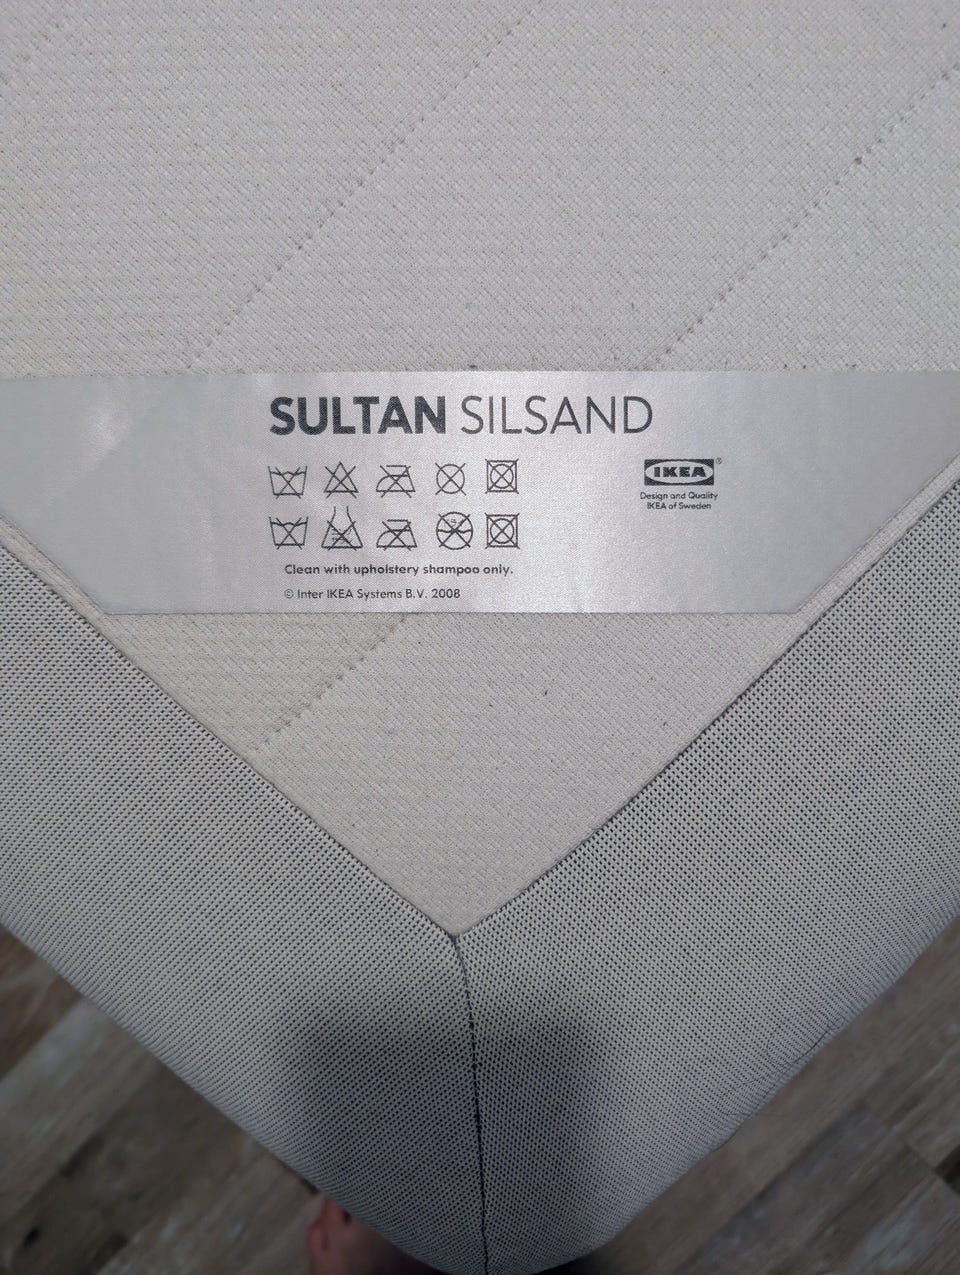 SULTAN SILSAND
IKEA®
Design and Quality
IKEA of Sweden
Clean with upholstery shampoo only.
© Inter IKEA Systems B.V. 2008